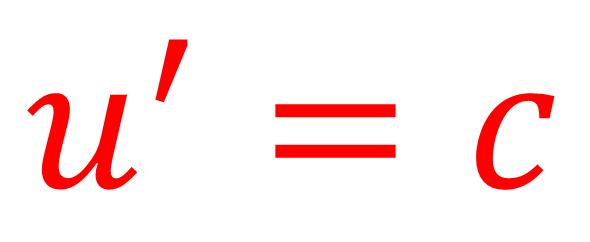 u′ = c